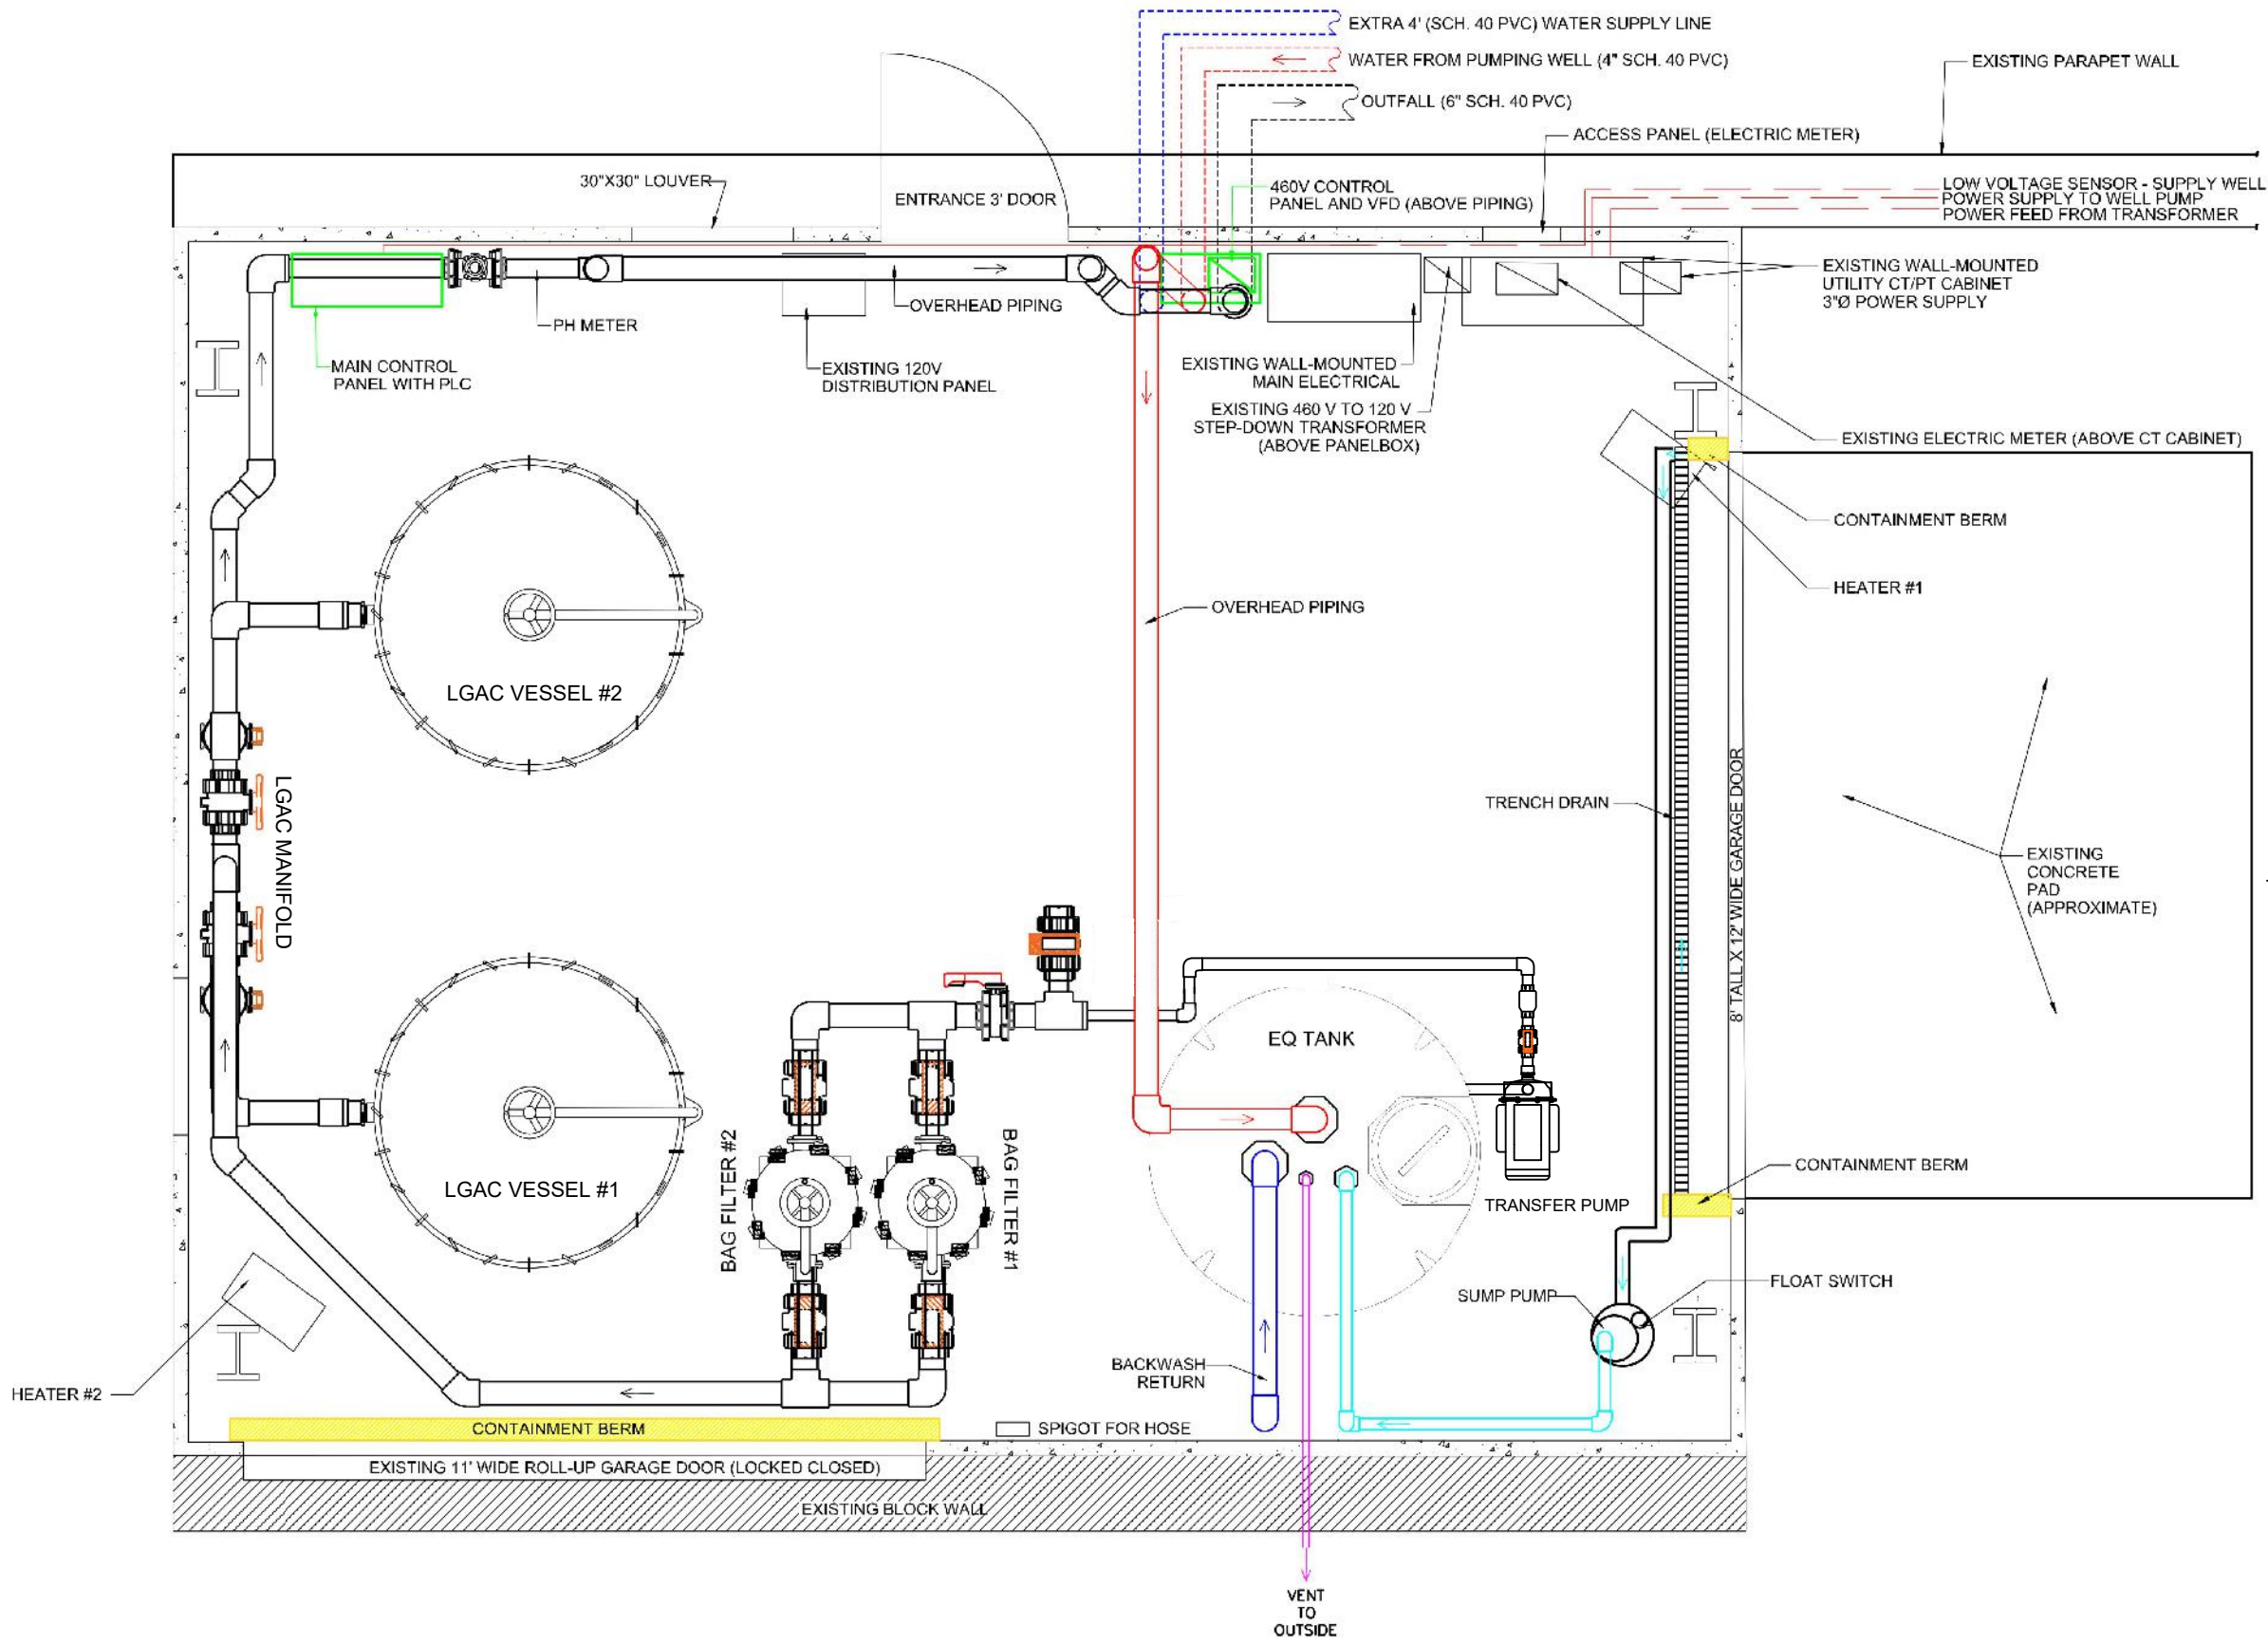 EXTRA 4' (SCH. 40 PVC) WATER SUPPLY LINE
WATER FROM PUMPING WELL (4" SCH. 40 PVC)
EXISTING PARAPET WALL
OUTFALL (6" SCH. 40 PVC)
ACCESS PANEL (ELECTRIC METER)
30"X30" LOUVER
ENTRANCE 3' DOOR
460V CONTROL
PANEL AND VFD (ABOVE PIPING)
LOW VOLTAGE SENSOR - SUPPLY WELL
POWER SUPPLY TO WELL PUMP
POWER FEED FROM TRANSFORMER
EXISTING WALL-MOUNTED
UTILITY CT/PT CABINET
3"Ø POWER SUPPLY
OVERHEAD PIPING
PH METER
MAIN CONTROL
PANEL WITH PLC
EXISTING 120V
DISTRIBUTION PANEL
EXISTING WALL-MOUNTED
MAIN ELECTRICAL
EXISTING 460 V TO 120 V
STEP-DOWN TRANSFORMER
(ABOVE PANELBOX)
EXISTING ELECTRIC METER (ABOVE CT CABINET)
CONTAINMENT BERM
HEATER #1
OVERHEAD PIPING
LGAC VESSEL #2
LGAC MANIFOLD
TRENCH DRAIN
8' TALL X 12' WIDE GARAGE DOOR
EXISTING
CONCRETE
PAD
(APPROXIMATE)
EQ TANK
BAG FILTER #2
BAG FILTER #1
LGAC VESSEL #1
CONTAINMENT BERM
TRANSFER PUMP
FLOAT SWITCH
SUMP PUMP
BACKWASH
RETURN
HEATER #2
CONTAINMENT BERM
SPIGOT FOR HOSE
EXISTING 11' WIDE ROLL-UP GARAGE DOOR (LOCKED CLOSED)
EXISTING BLOCK WALL
VENT
TO
OUTSIDE